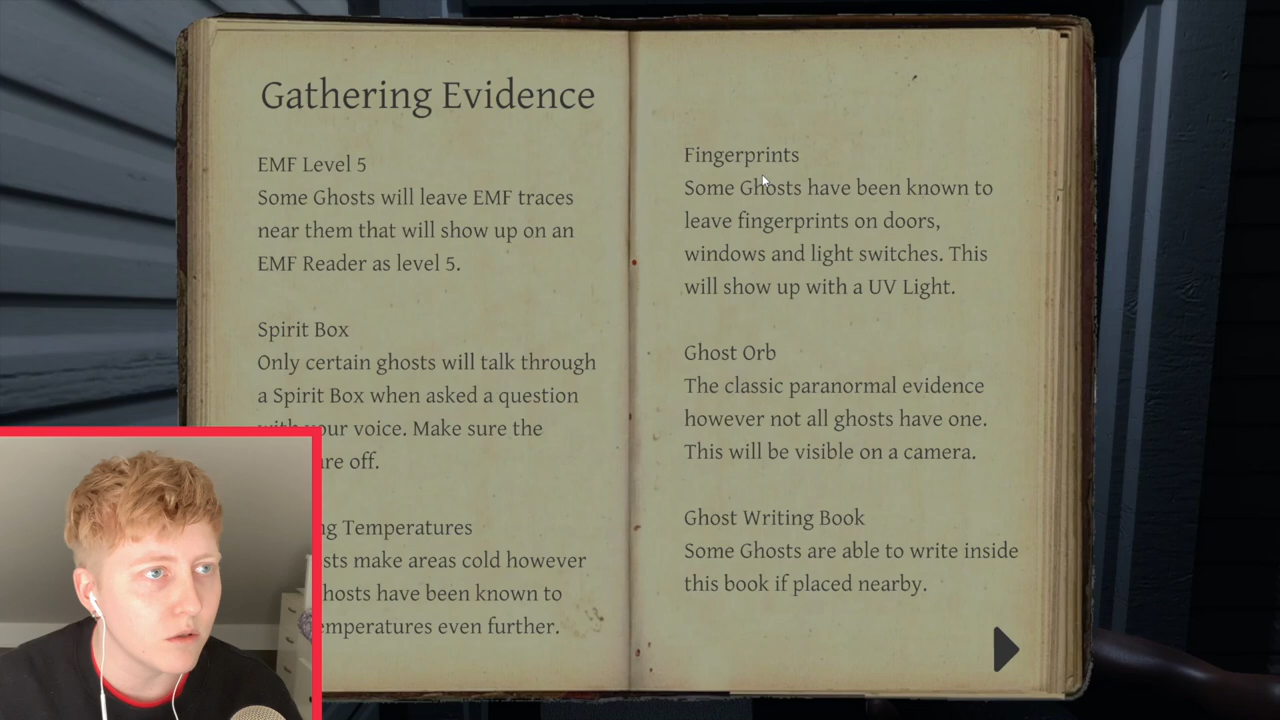 Gathering Evidence
EMF Level 5
Some Ghosts will leave EMF traces
near them that will show up on an
EMF Reader as level 5.
Spirit Box
Only certain ghosts will talk through
a Spirit Box when asked a question
your voice. Make sure the
are off.
Temperatures
make areas cold however
have been known to
temperatures even further.
Fingerprints
Some Ghosts have been known to
leave fingerprints on doors,
windows and light switches. This
will show up with a UV Light.
Ghost Orb
The classic paranormal evidence
however not all ghosts have one.
This will be visible on a camera.
Ghost Writing Book
Some Ghosts are able to write inside
this book if placed nearby.